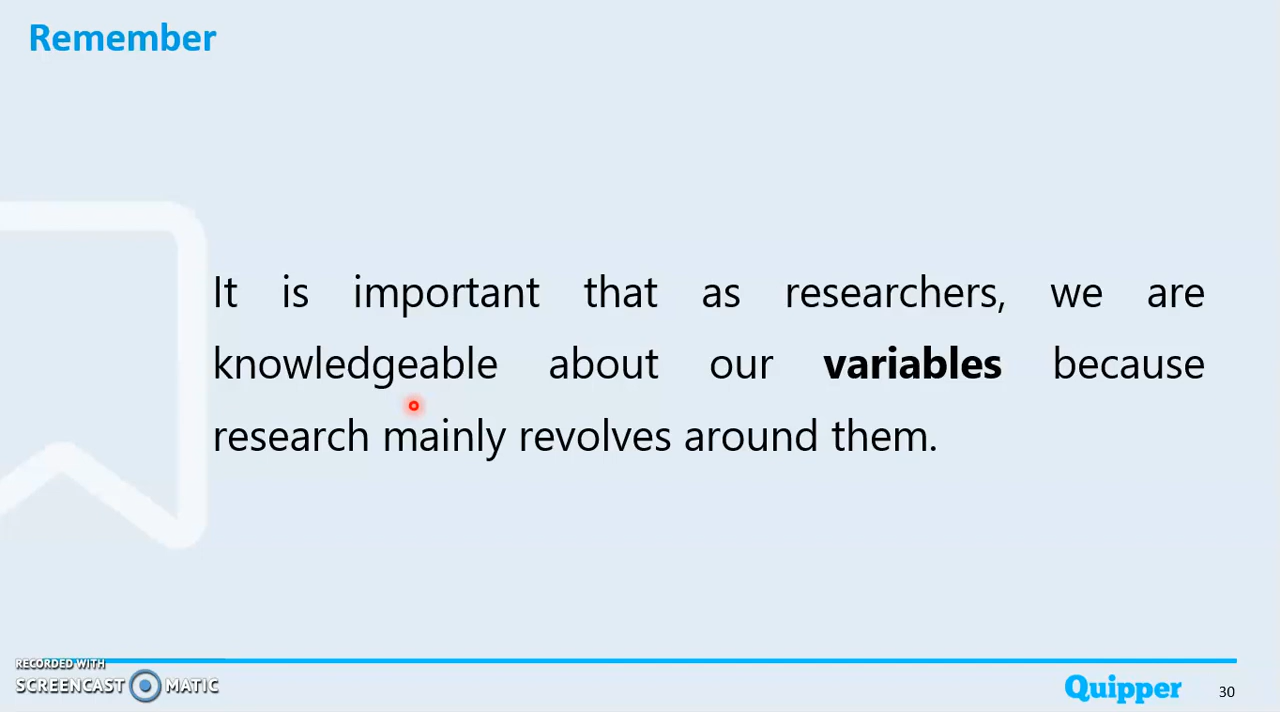 Remember
It is important that as researchers, we are
knowledgeable about our variables because
research mainly revolves around them.
RECORDED WITH
SCREENCAST MATIC
Quipper
30